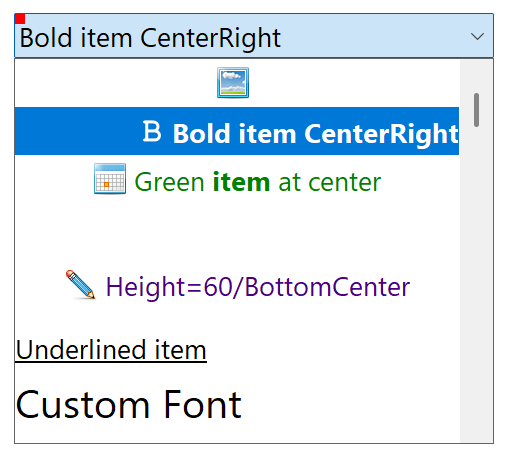 Bold item CenterRight
B Bold item CenterRight
Green item at center
Height=60/BottomCenter
Underlined item
Custom Font